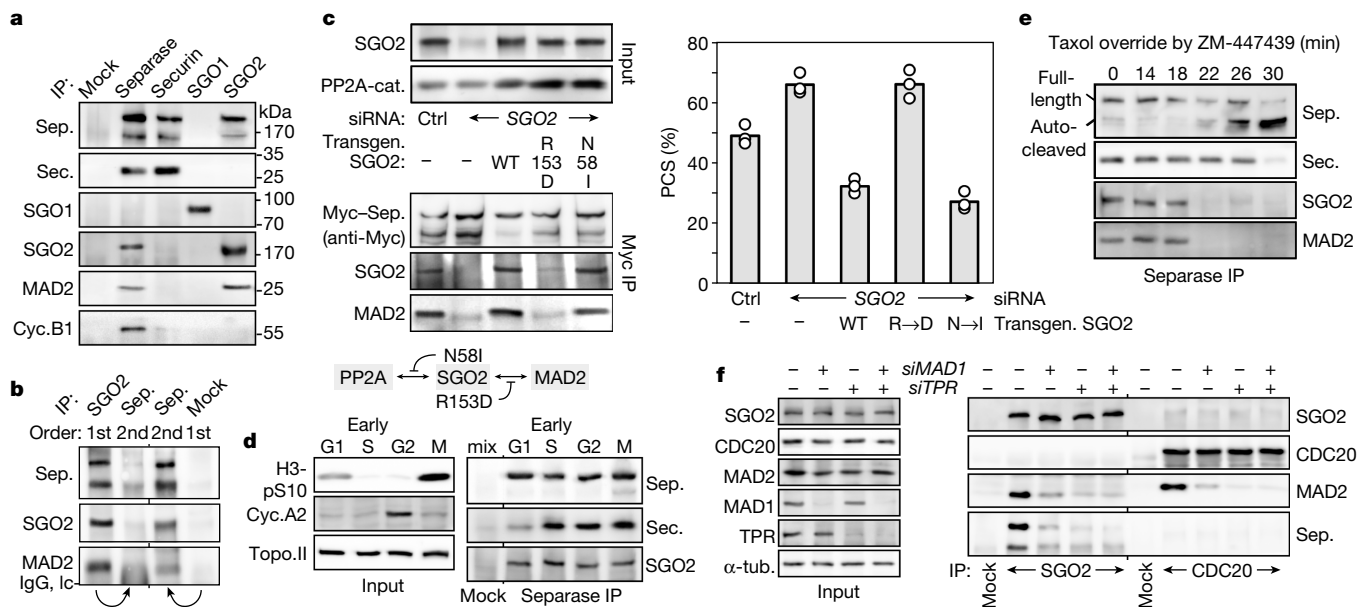 a
IP:
Mock
Separase
Securin
SGO1
SGO2
kDa
Sep.
170
35
Sec.
25
SGO1
100
70
SGO2
170
MAD2
25
Cyc.B1
55
b
IP:
SGO2
Sep.
Sep.
Mock
Order: 1st 2nd 2nd 1st
Sep.
SGO2
MAD2
IgG, lc
c
SGO2
PP2A-cat.
Input
siRNA: Ctrl ← SGO2 →
Transgen. SGO2: – – WT R153D N58I
Myc–Sep.
(anti-Myc)
SGO2
MAD2
Myc IP
N58I
PP2A SGO2 MAD2
R153D
PCS (%)
80
60
40
20
0
Ctrl ← SGO2 → siRNA
– – WT R→D N→I Transgen. SGO2
d
Early
G1 S G2 M
H3-pS10
Cyc.A2
Topo.II
Input
Early
mix G1 S G2 M
Sep.
Sec.
SGO2
Mock Separase IP
e
Taxol override by ZM-447439 (min)
0 14 18 22 26 30
Full-length
Auto-cleaved
Sep.
Sec.
SGO2
MAD2
Separase IP
f
– + – + siMAD1 – – + – + – + – +
– – + + siTPR – – – + + – – + +
SGO2
CDC20
MAD2
MAD1
TPR
α-tub.
Input
SGO2
CDC20
MAD2
Sep.
IP: Mock ← SGO2 → Mock ← CDC20 →